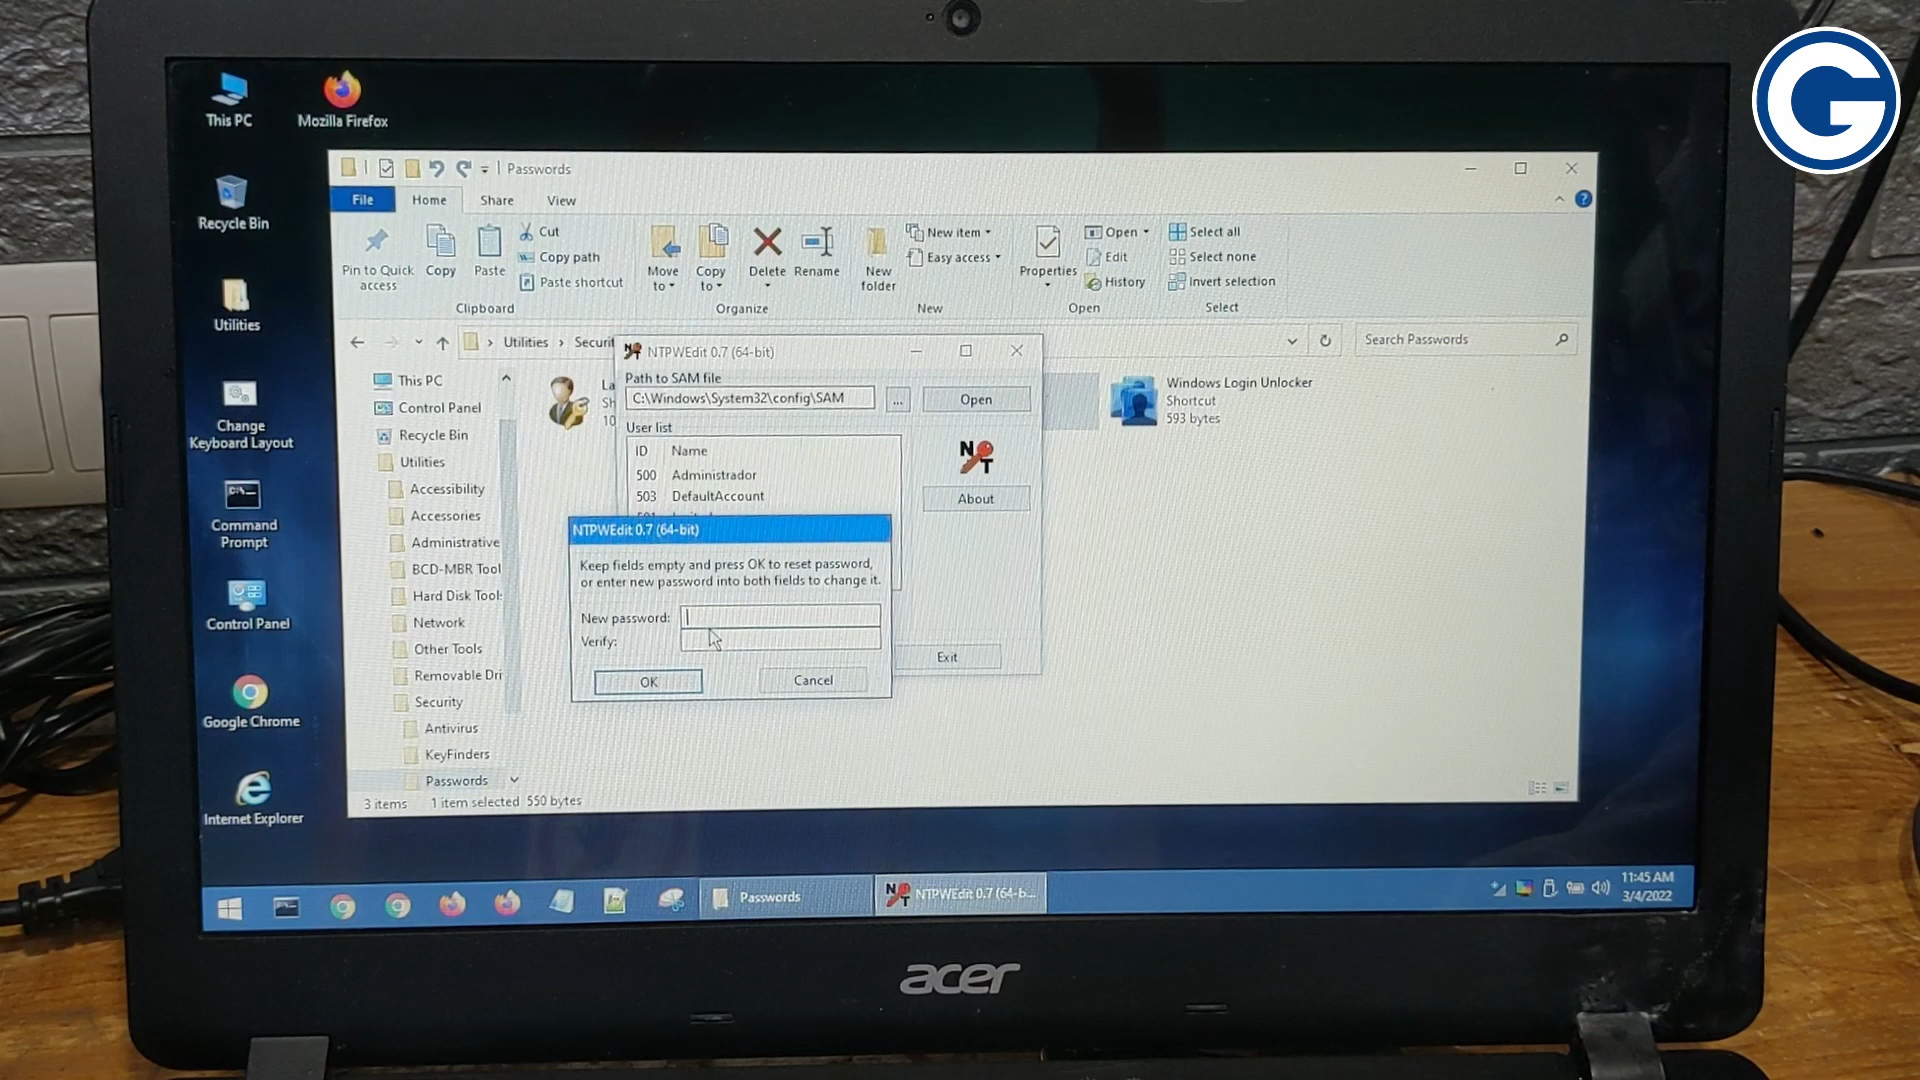 This PC
Mozilla Firefox
Recycle Bin
Utilities
Change
Keyboard Layout
Command
Prompt
Control Panel
Google Chrome
Internet Explorer
Passwords
File
Home
Share
View
Pin to Quick
access
Copy
Paste
Cut
Copy path
Paste shortcut
Clipboard
Move
to
Copy
to
Delete
Rename
Organize
New
folder
New item
Easy access
New
Properties
Open
Edit
History
Open
Select all
Select none
Invert selection
Select
Utilities
Securit
Search Passwords
This PC
Control Panel
Recycle Bin
Utilities
Accessibility
Accessories
Administrative
BCD-MBR Tool
Hard Disk Tool
Network
Other Tools
Removable Dri
Security
Antivirus
KeyFinders
Passwords
3 items
1 item selected 550 bytes
La
Sh
10
Windows Login Unlocker
Shortcut
593 bytes
NTPWEdit 0.7 (64-bit)
Path to SAM file
C:\Windows\System32\config\SAM
...
Open
User list
ID Name
500 Administrador
503 DefaultAccount
NT
About
Exit
NTPWEdit 0.7 (64-bit)
Keep fields empty and press OK to reset password,
or enter new password into both fields to change it.
New password:
Verify:
OK
Cancel
Passwords
NT
NTPWEdit 0.7 (64-b...
11:45 AM
3/4/2022
acer
G